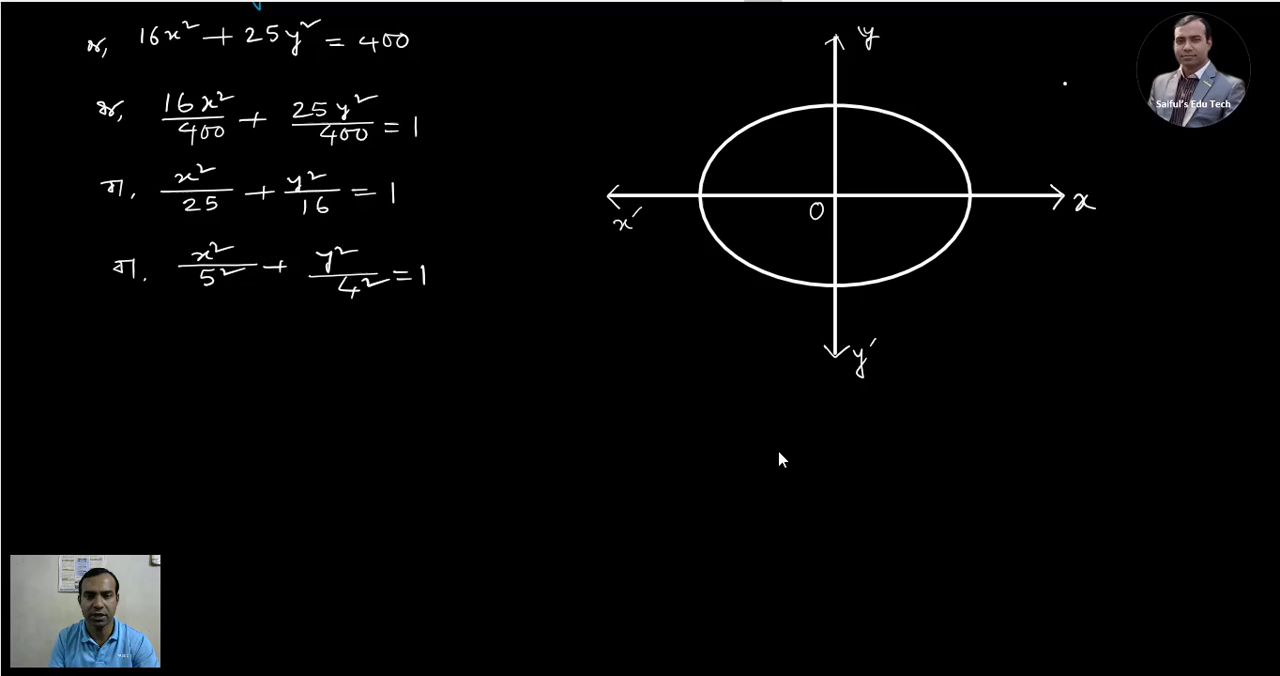 বা, 16x² + 25y² = 400
বা, 16x²/400 + 25y²/400 = 1
বা. x²/25 + y²/16 = 1
বা. x²/5² + y²/4² = 1
y
x′ O x
y′
Saiful's Edu Tech